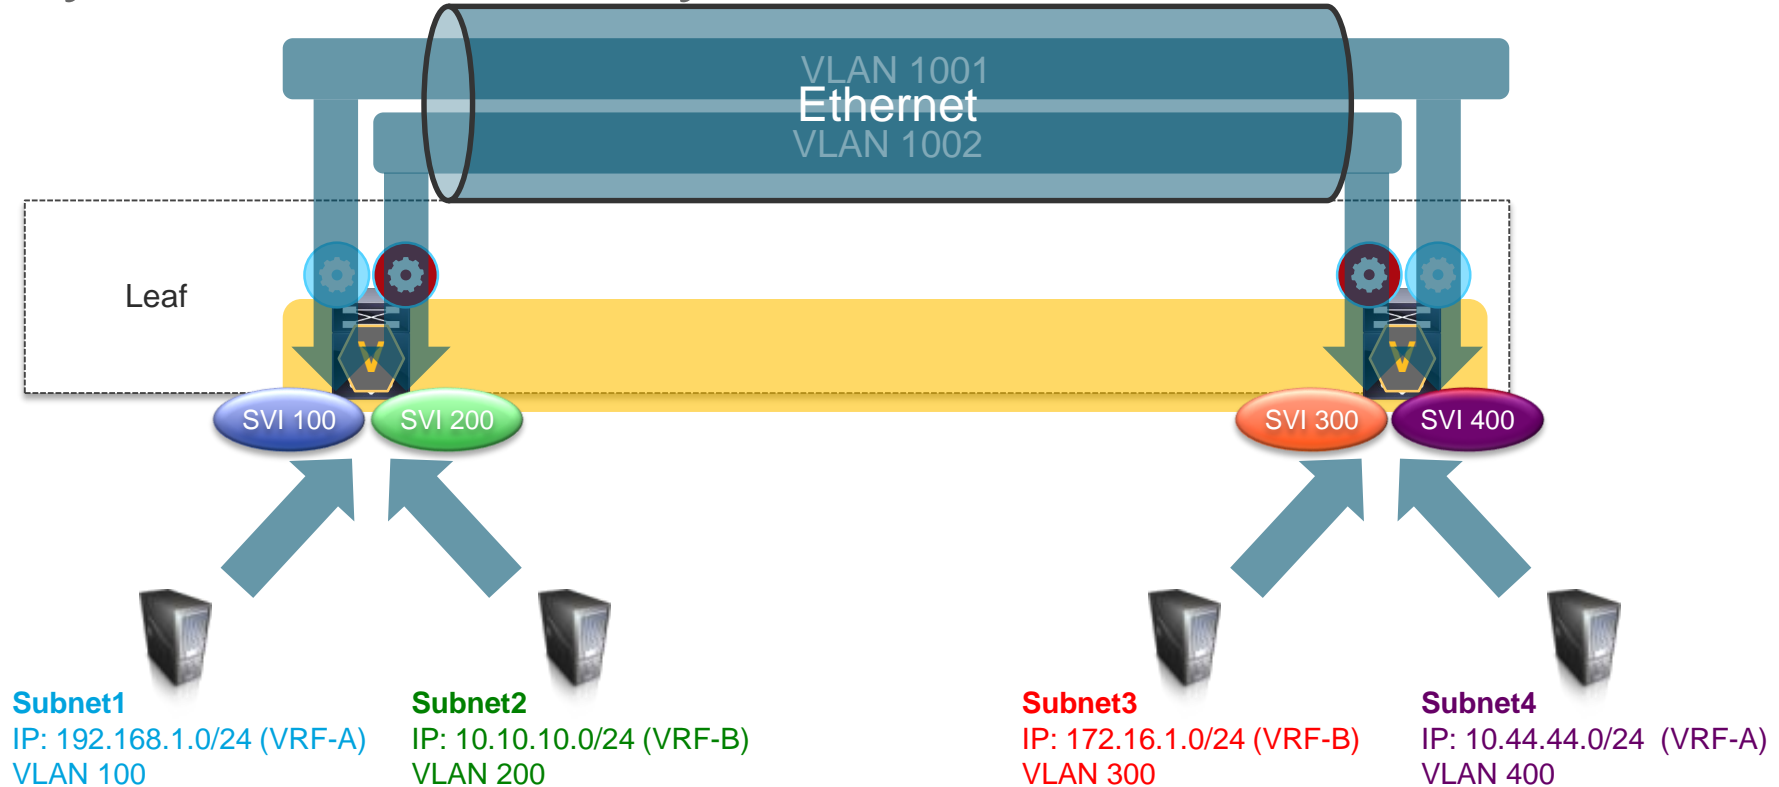 VLAN 1001
Ethernet
VLAN 1002
Leaf
SVI 100
SVI 200
SVI 300
SVI 400
Subnet1
IP: 192.168.1.0/24 (VRF-A)
VLAN 100
Subnet2
IP: 10.10.10.0/24 (VRF-B)
VLAN 200
Subnet3
IP: 172.16.1.0/24 (VRF-B)
VLAN 300
Subnet4
IP: 10.44.44.0/24 (VRF-A)
VLAN 400